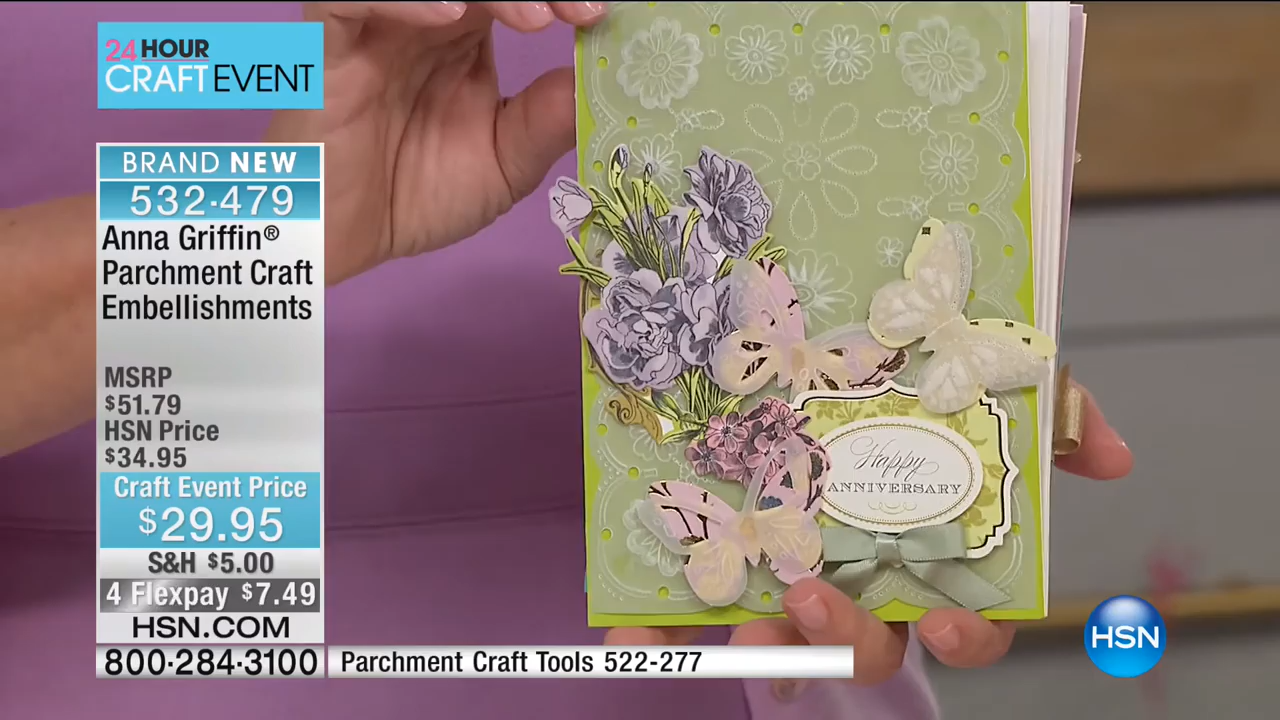 24 HOUR
CRAFT EVENT
BRAND NEW
532-479
Anna Griffin®
Parchment Craft
Embellishments
MSRP
$51.79
HSN Price
$34.95
Craft Event Price
$29.95
S&H $5.00
4 Flexpay $7.49
HSN.COM
800-284-3100
Parchment Craft Tools 522-277
Happy
ANNIVERSARY
HSN